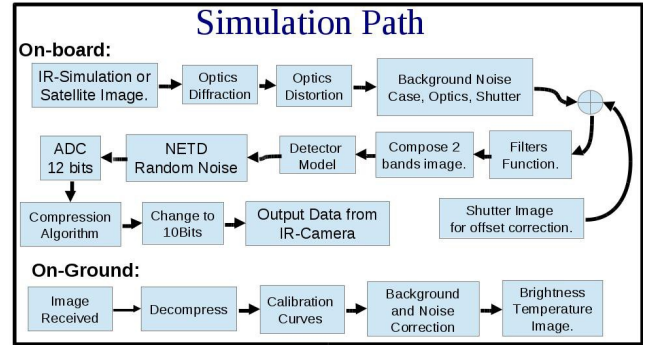 Simulation Path
On-board:
IR-Simulation or
Satellite Image.
Optics
Diffraction
Optics
Distortion
Background Noise
Case, Optics, Shutter
Filters
Function.
Compose 2
bands image.
Detector
Model
NETD
Random Noise
ADC
12 bits
Compression
Algorithm
Change to
10Bits
Output Data from
IR-Camera
Shutter Image
for offset correction.
On-Ground:
Image
Received
Decompress
Calibration
Curves
Background
and Noise
Correction
Brightness
Temperature
Image.